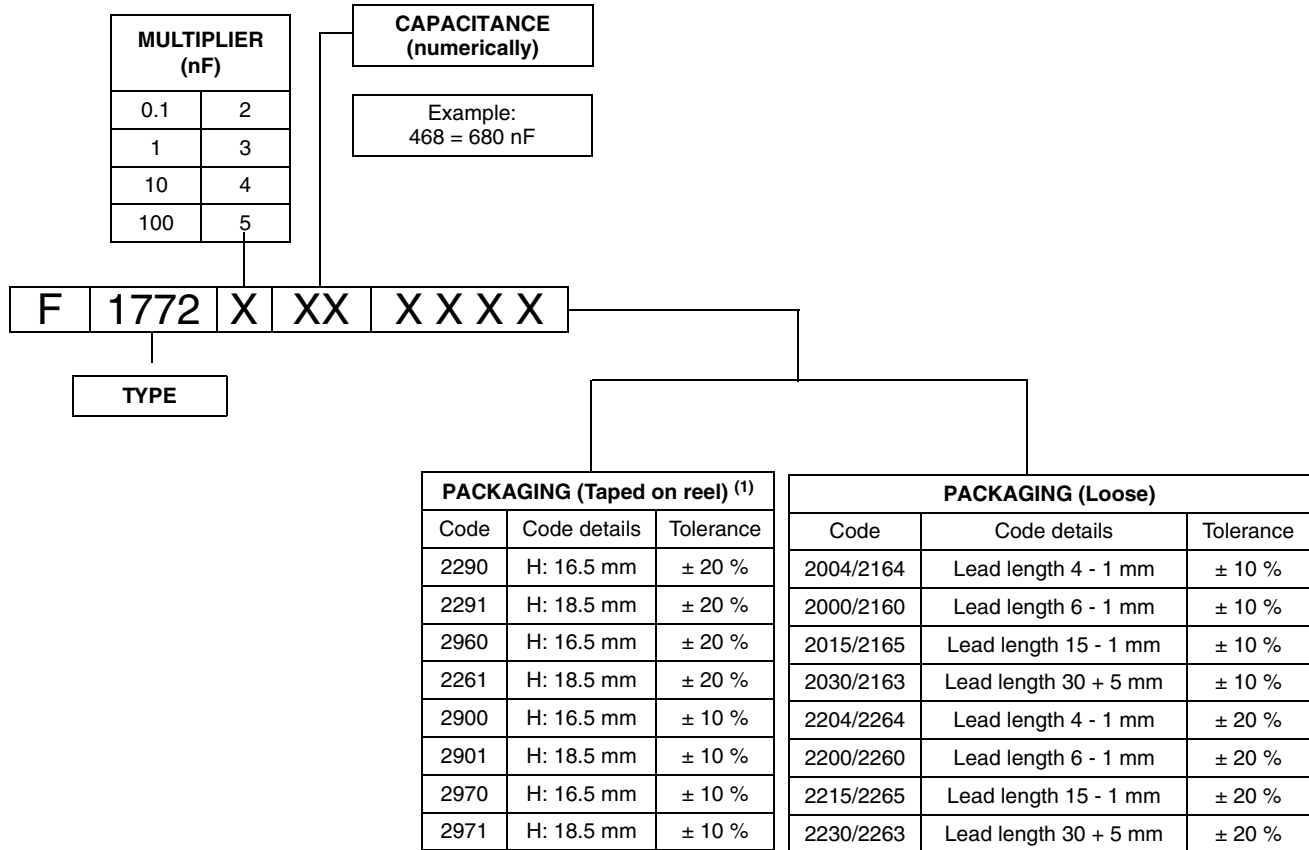 MULTIPLIER
(nF)
0.1 2
1 3
10 4
100 5
CAPACITANCE
(numerically)
Example:
468 = 680 nF
F 1772 X XX X X X X
TYPE
PACKAGING (Taped on reel) (1)
Code Code details Tolerance
2290 H: 16.5 mm ± 20 %
2291 H: 18.5 mm ± 20 %
2960 H: 16.5 mm ± 20 %
2261 H: 18.5 mm ± 20 %
2900 H: 16.5 mm ± 10 %
2901 H: 18.5 mm ± 10 %
2970 H: 16.5 mm ± 10 %
2971 H: 18.5 mm ± 10 %
PACKAGING (Loose)
Code Code details Tolerance
2004/2164 Lead length 4 - 1 mm ± 10 %
2000/2160 Lead length 6 - 1 mm ± 10 %
2015/2165 Lead length 15 - 1 mm ± 10 %
2030/2163 Lead length 30 + 5 mm ± 10 %
2204/2264 Lead length 4 - 1 mm ± 20 %
2200/2260 Lead length 6 - 1 mm ± 20 %
2215/2265 Lead length 15 - 1 mm ± 20 %
2230/2263 Lead length 30 + 5 mm ± 20 %